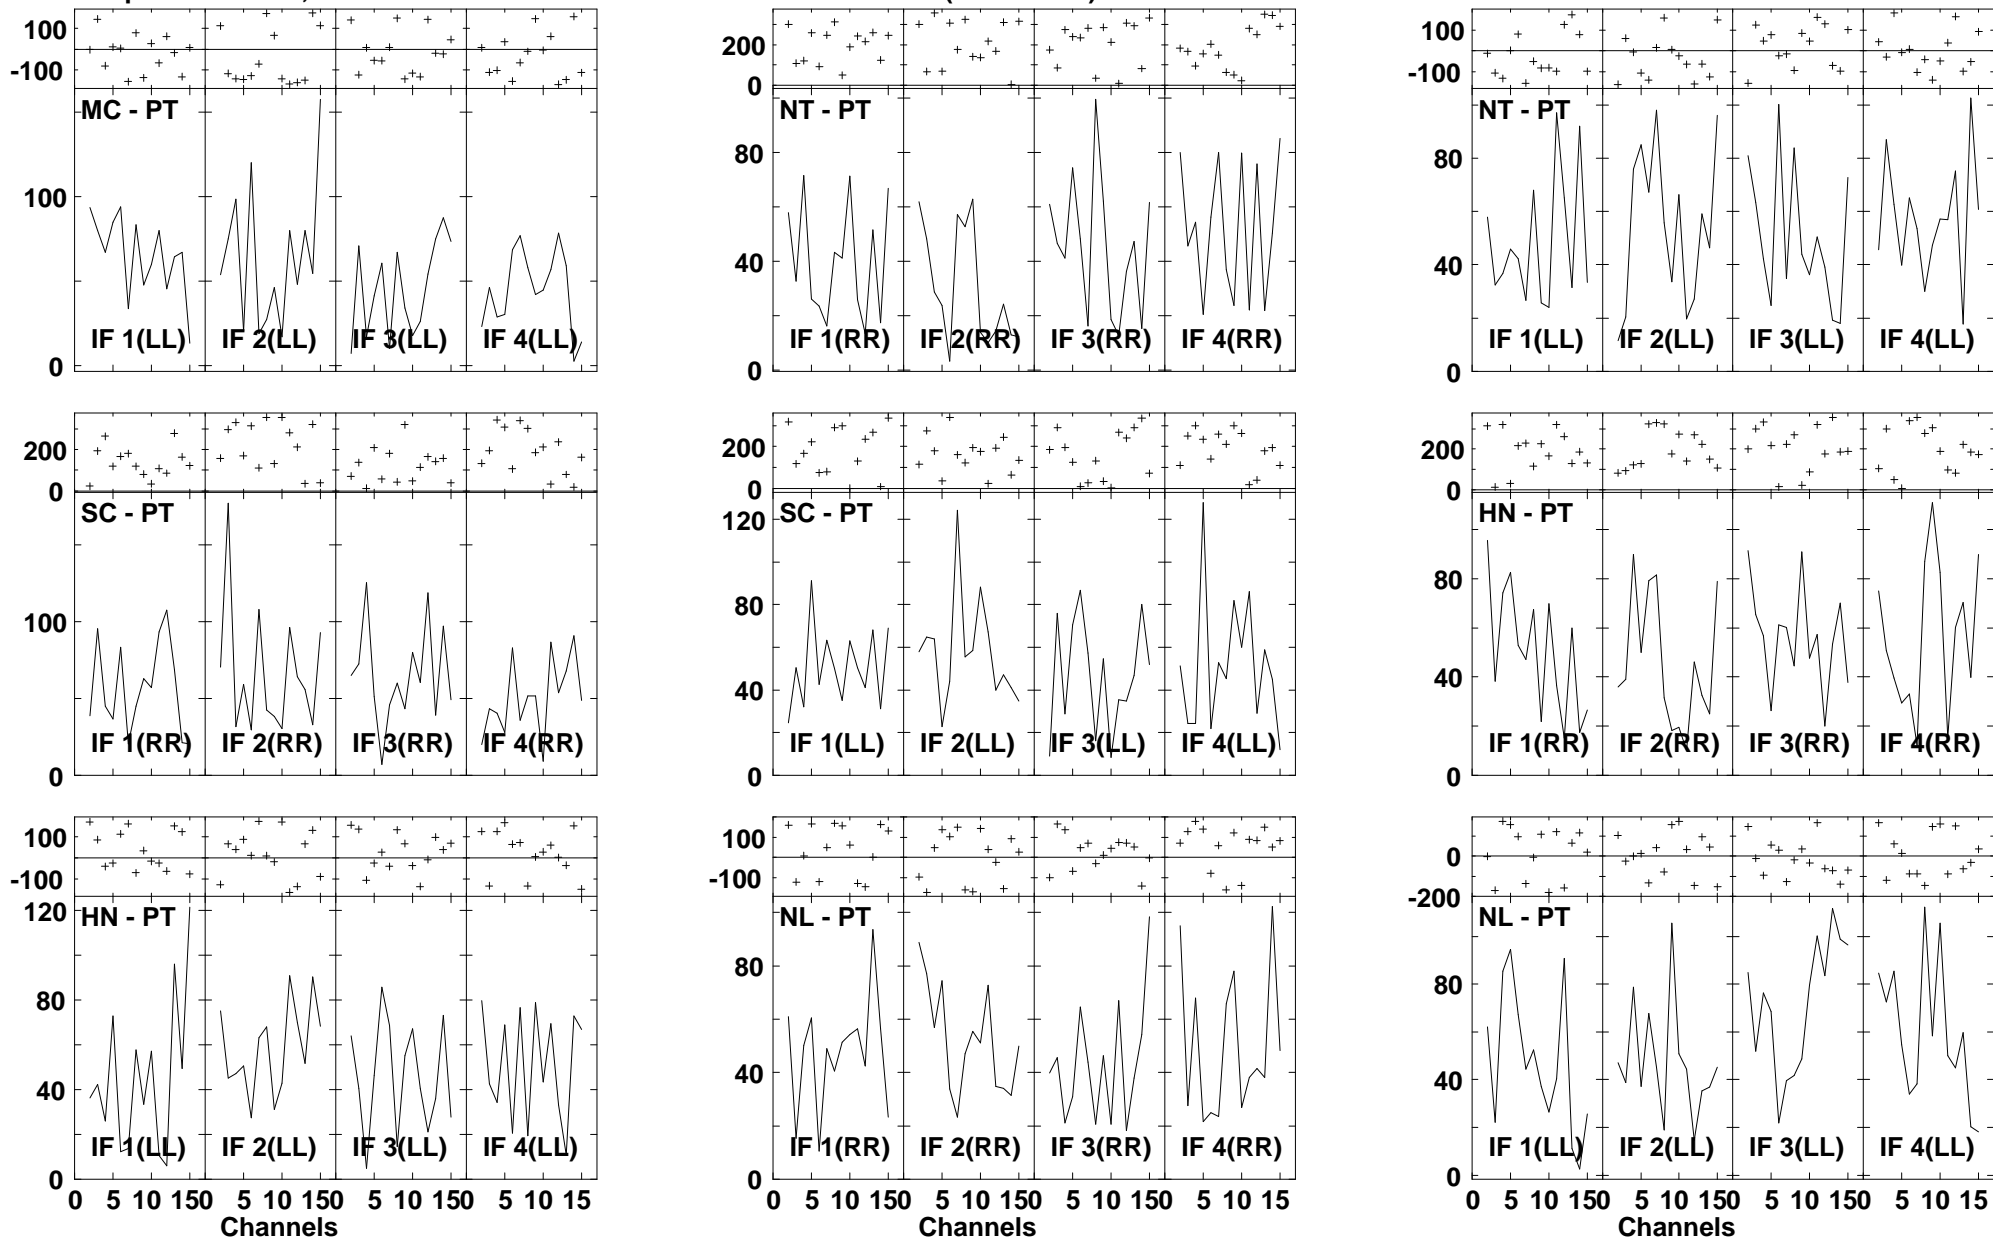 100
-100
MC - PT
100
0
IF 1(LL) IF 2(LL) IF 3(LL) IF 4(LL)
200
0
NT - PT
80
40
0
IF 1(RR) IF 2(RR) IF 3(RR) IF 4(RR)
100
-100
NT - PT
80
40
0
IF 1(LL) IF 2(LL) IF 3(LL) IF 4(LL)
200
0
SC - PT
100
0
IF 1(RR) IF 2(RR) IF 3(RR) IF 4(RR)
200
0
SC - PT
120
80
40
0
IF 1(LL) IF 2(LL) IF 3(LL) IF 4(LL)
200
0
HN - PT
80
40
0
IF 1(RR) IF 2(RR) IF 3(RR) IF 4(RR)
100
-100
HN - PT
120
80
40
0
IF 1(LL) IF 2(LL) IF 3(LL) IF 4(LL)
0 5 10 150 5 10 150 5 10 150 5 10 15
Channels
100
-100
NL - PT
80
40
0
IF 1(RR) IF 2(RR) IF 3(RR) IF 4(RR)
0 5 10 150 5 10 150 5 10 150 5 10 15
Channels
0
-200
NL - PT
80
40
0
IF 1(LL) IF 2(LL) IF 3(LL) IF 4(LL)
0 5 10 150 5 10 150 5 10 150 5 10 15
Channels